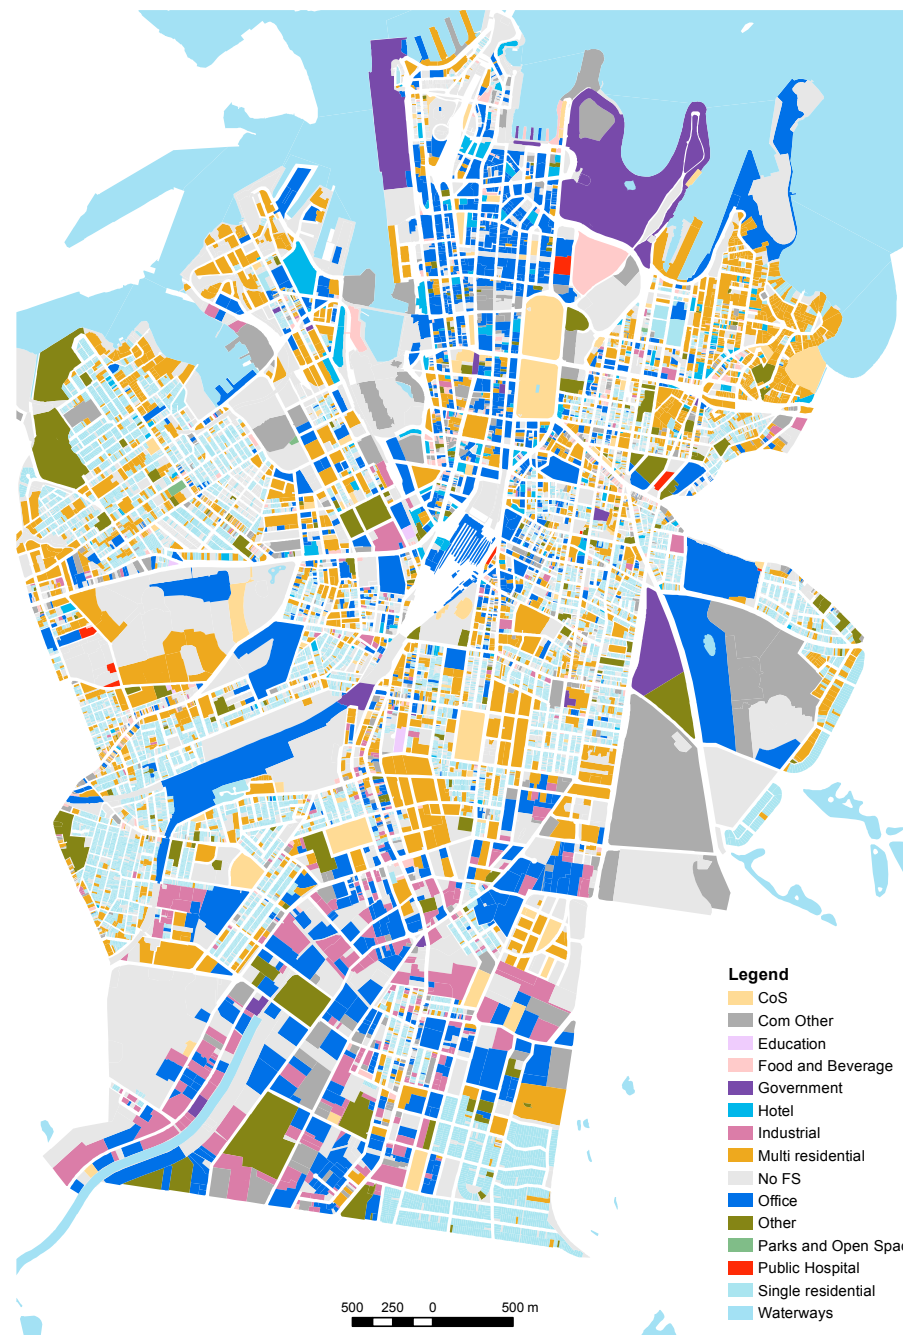 Legend
CoS
Com Other
Education
Food and Beverage
Government
Hotel
Industrial
Multi residential
No FS
Office
Other
Parks and Open Spac
Public Hospital
Single residential
Waterways
500 250 0 500 m